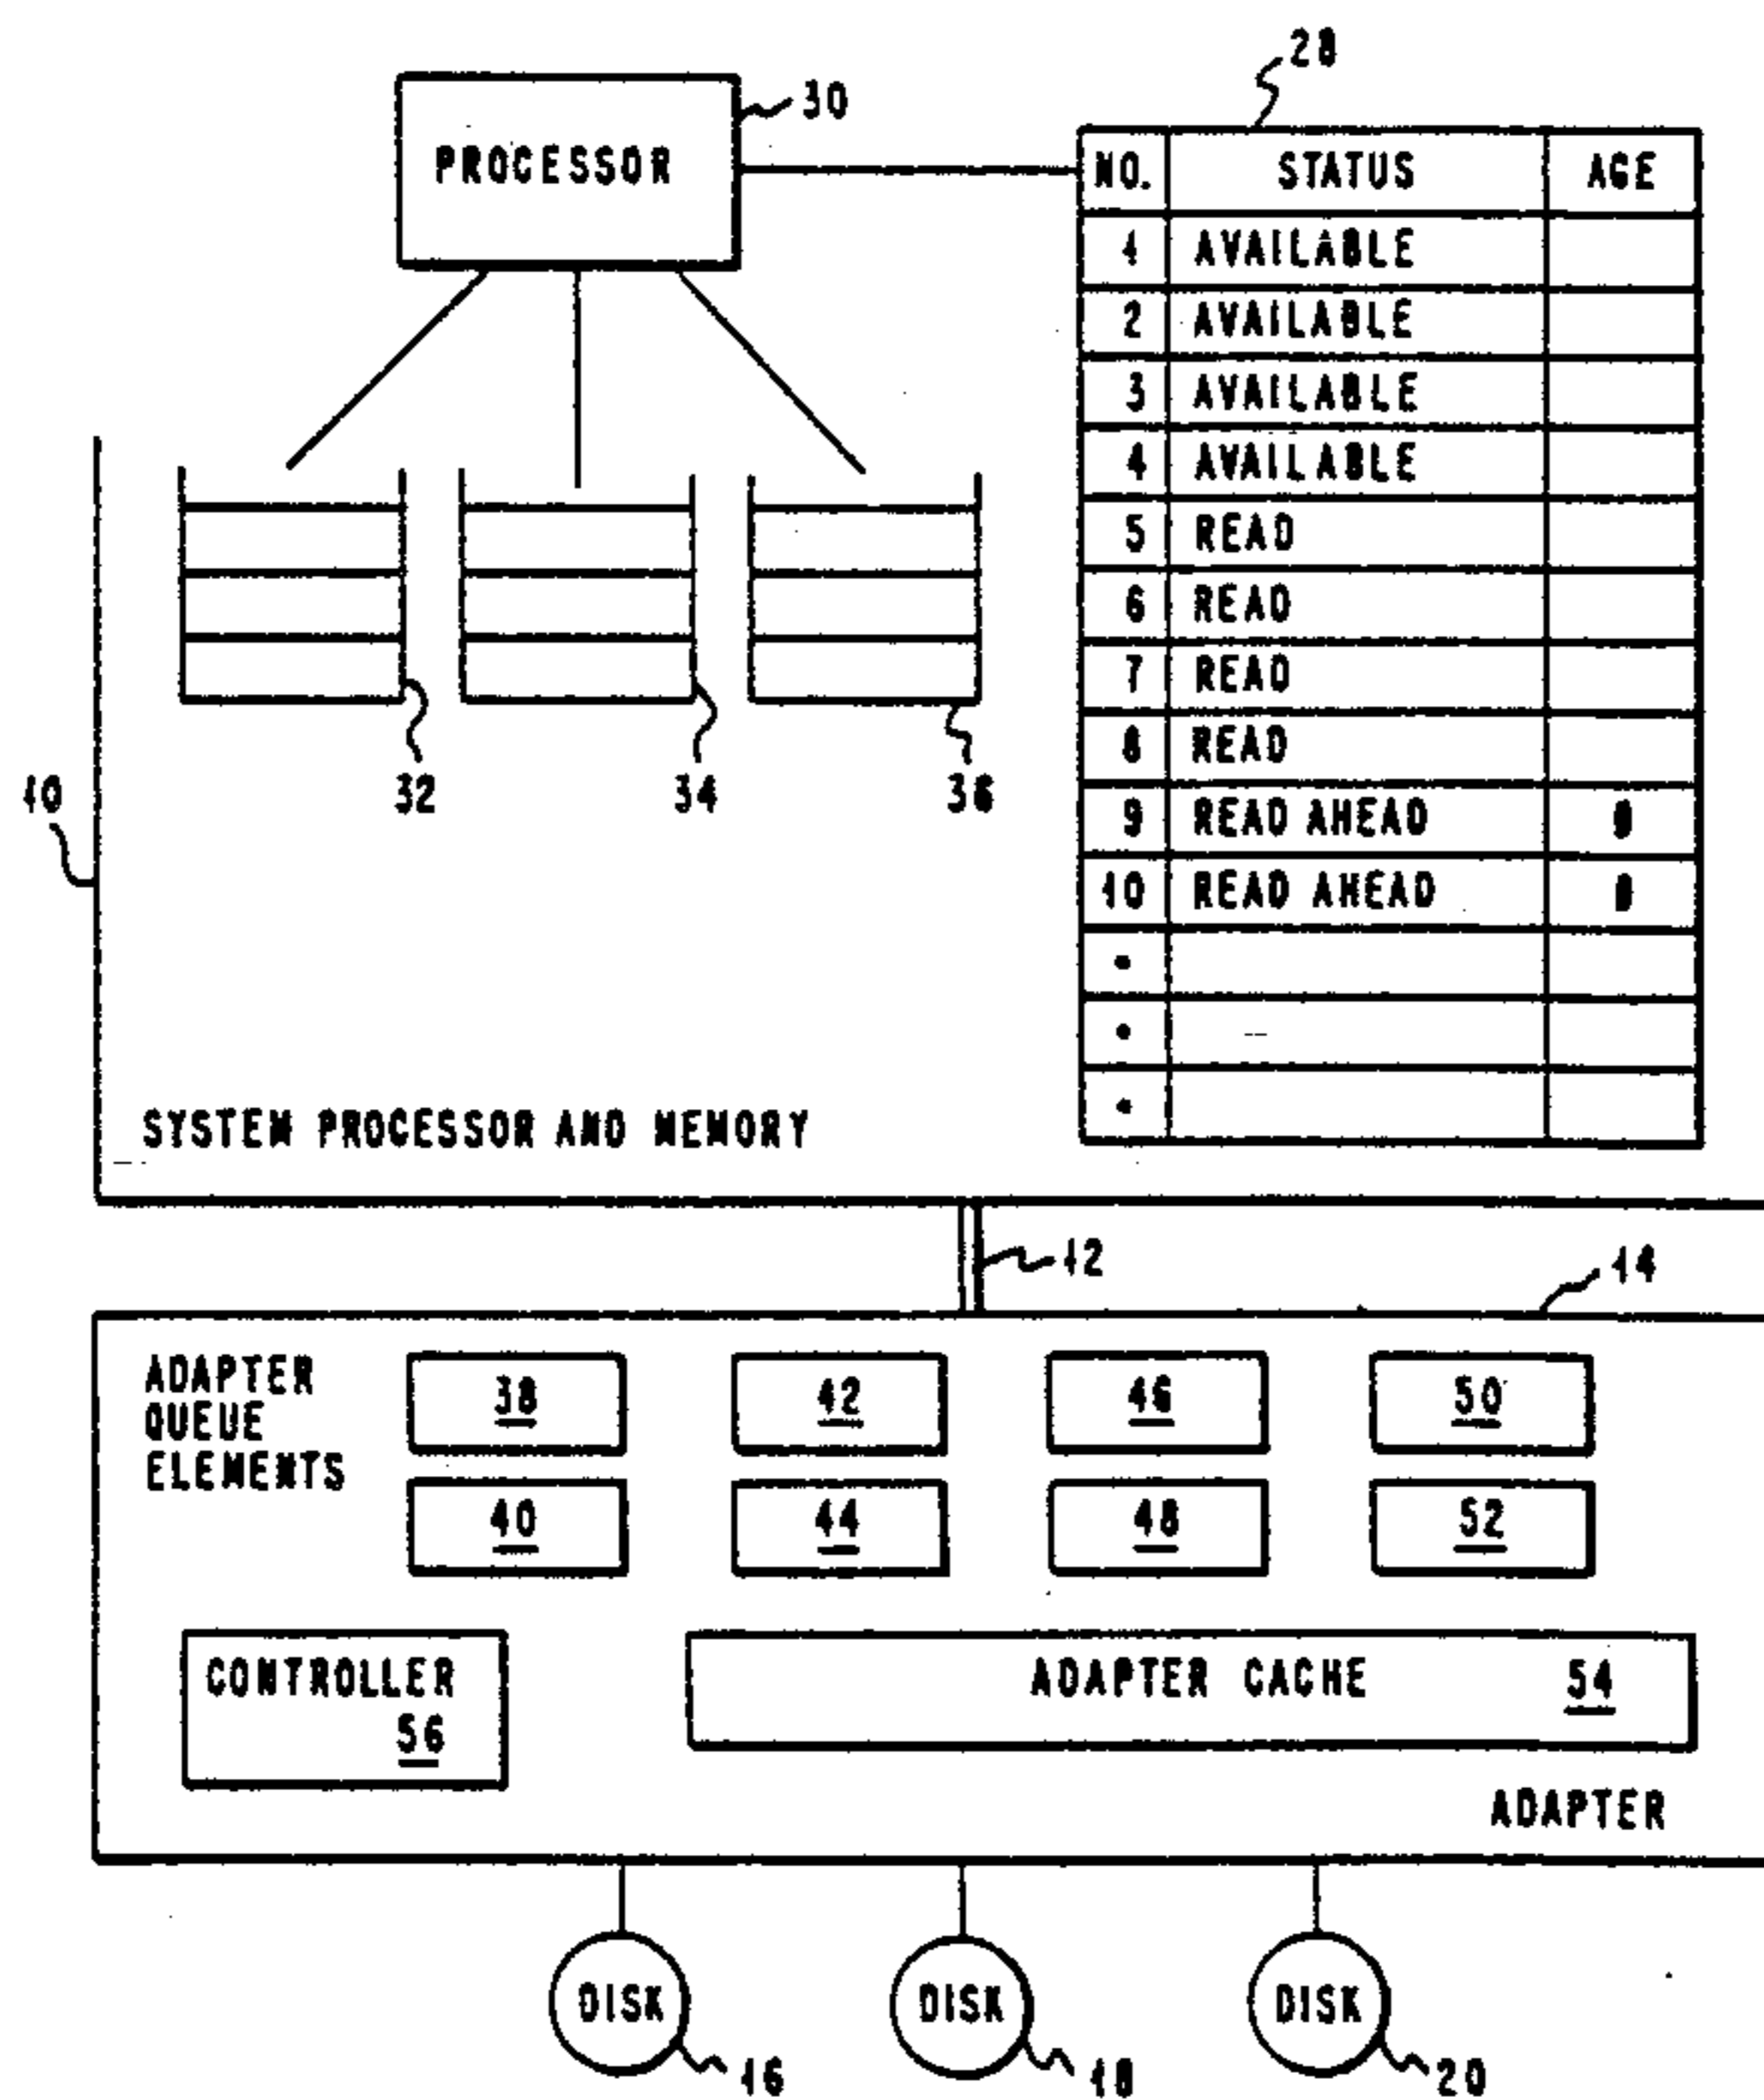 28
30
PROCESSOR
NO. STATUS AGE
1 AVAILABLE
2 AVAILABLE
3 AVAILABLE
4 AVAILABLE
5 READ
6 READ
7 READ
8 READ
9 READ AHEAD 0
10 READ AHEAD 0
32
34
36
10
SYSTEM PROCESSOR AND MEMORY
12
14
ADAPTER
QUEUE
ELEMENTS
38
42
46
50
40
44
48
52
CONTROLLER
56
ADAPTER CACHE 54
ADAPTER
DISK
DISK
DISK
16
18
20